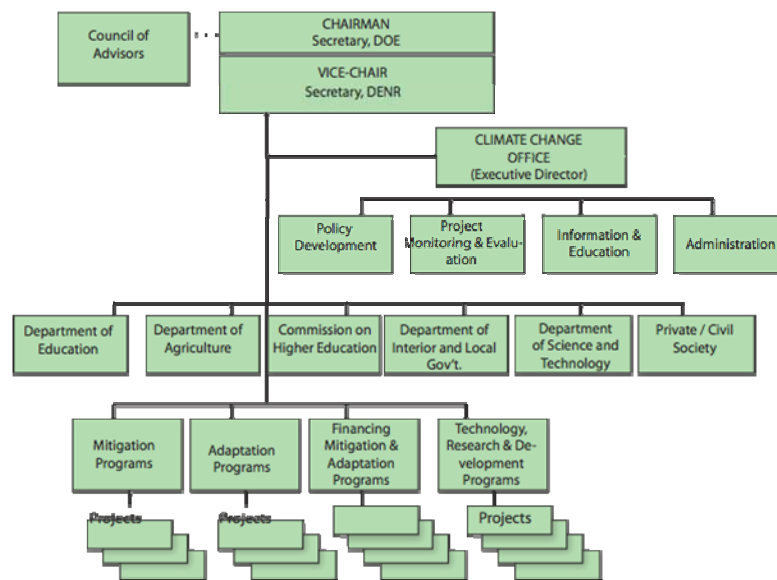 Council of
Advisors
CHAIRMAN
Secretary, DOE
VICE-CHAIR
Secretary, DENR
CLIMATE CHANGE
OFFICE
(Executive Director)
Policy
Development
Project
Monitoring & Evalu-
ation
Information &
Education
Administration
Department of
Education
Department of
Agriculture
Commission on
Higher Education
Department of
Interior and Local
Gov't.
Department
of Science and
Technology
Private / Civil
Society
Mitigation
Programs
Adaptation
Programs
Financing
Mitigation &
Adaptation
Programs
Technology,
Research & De-
velopment
Programs
Projects
Projects
Projects